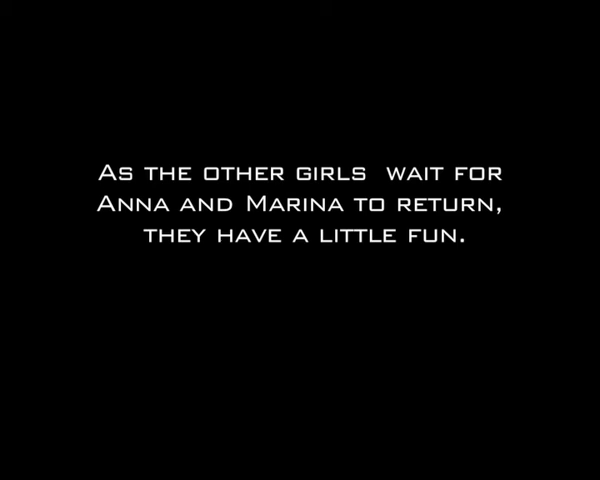 As the other girls  wait for
Anna and Marina to return,
they have a little fun.